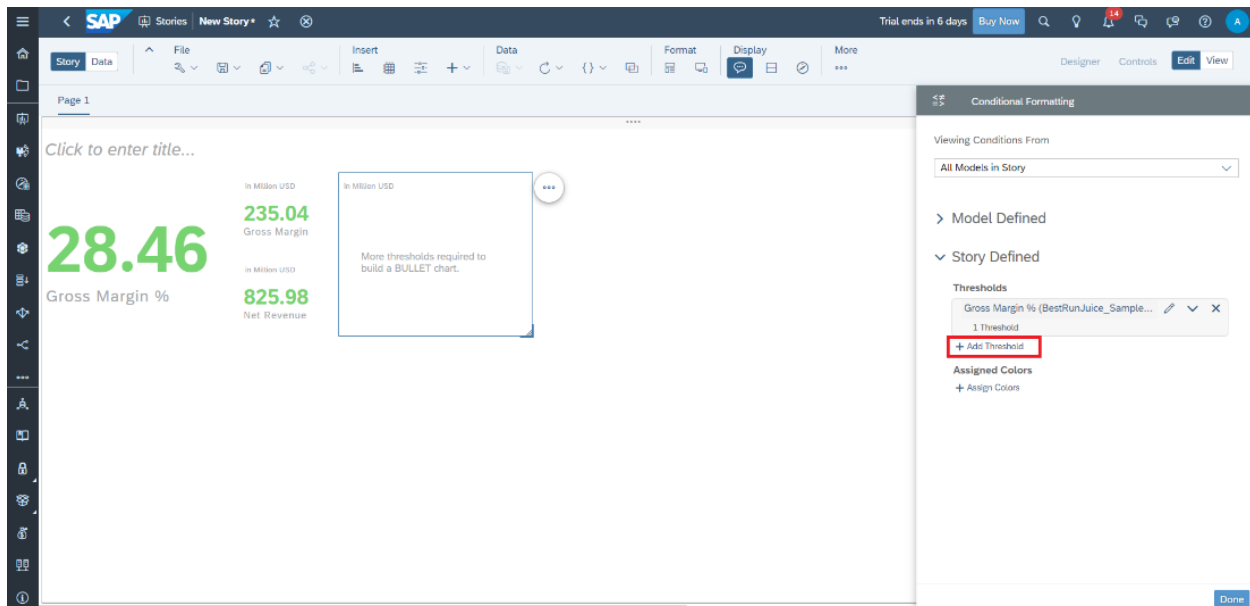 SAP Stories New Story* Trial ends in 6 days Buy Now 14 A
Story Data File Insert Data Format Display More Designer Controls Edit View
Page 1
Conditional Formatting
Viewing Conditions From
All Models in Story
Click to enter title...
In Million USD
In Million USD
235.04
Gross Margin
28.46
Gross Margin %
More thresholds required to
build a BULLET chart.
In Million USD
825.98
Net Revenue
Model Defined
Story Defined
Thresholds
Gross Margin % (BestRunJuice_Sample...
1 Threshold
+ Add Threshold
Assigned Colors
+ Assign Colors
Done